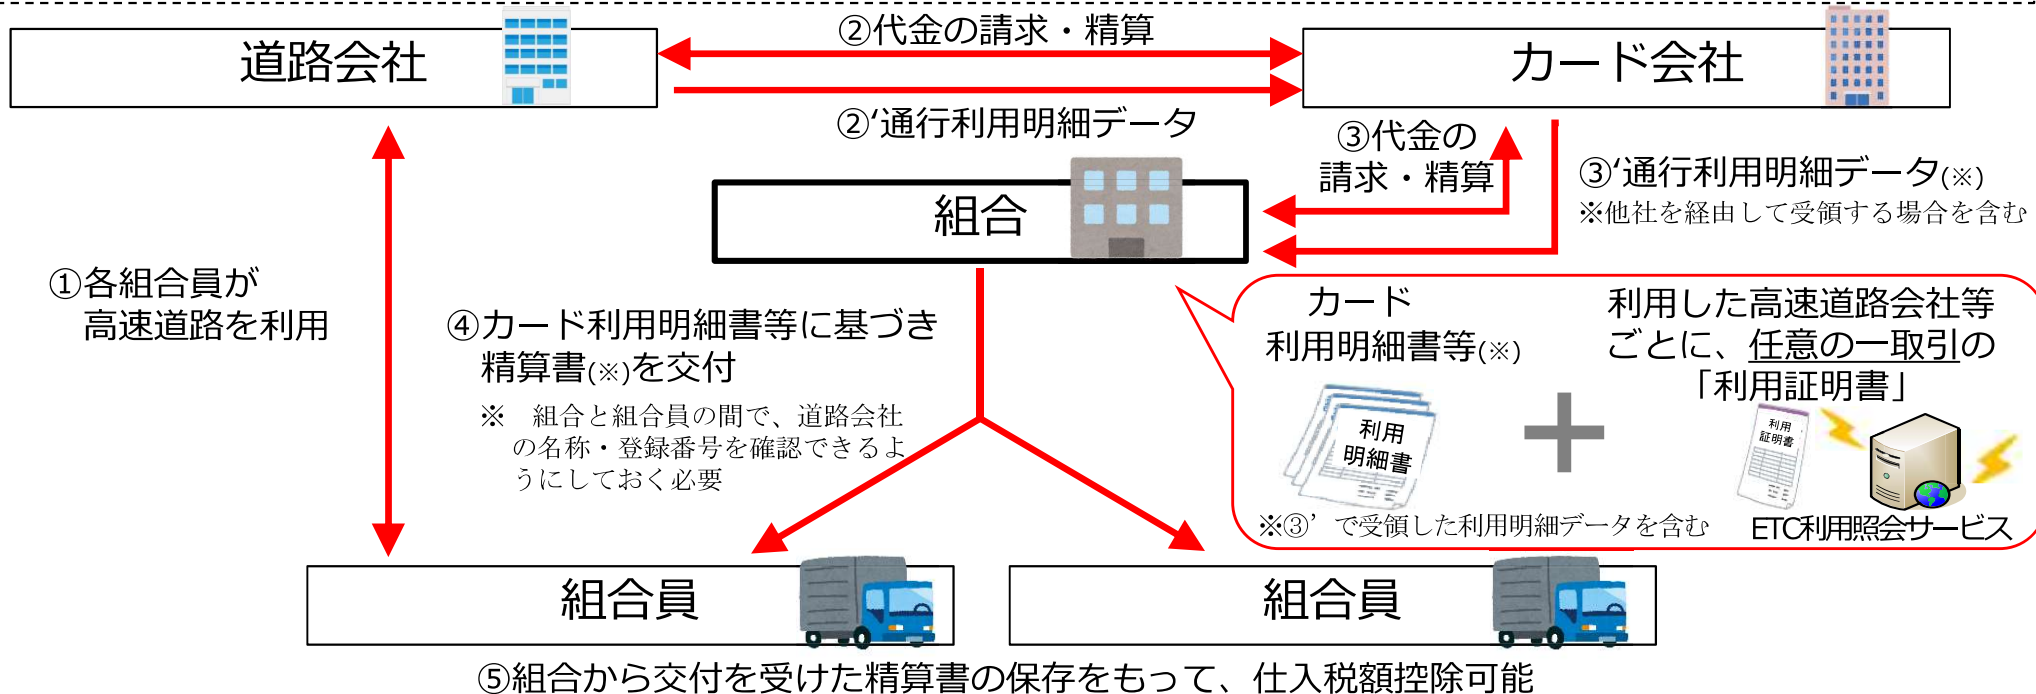 道路会社
②代金の請求・精算
カード会社
②‘通行利用明細データ
③代金の
請求・精算
③‘通行利用明細データ(※)
※他社を経由して受領する場合を含む
組合
①各組合員が
高速道路を利用
④カード利用明細書等に基づき
精算書(※)を交付
※　組合と組合員の間で、道路会社
の名称・登録番号を確認できるよ
うにしておく必要
カード
利用明細書等(※)
利用
明細書
利用した高速道路会社等
ごとに、任意の一取引の
「利用証明書」
利用
証明書
※③’で受領した利用明細データを含む
ETC利用照会サービス
組合員
組合員
⑤組合から交付を受けた精算書の保存をもって、仕入税額控除可能